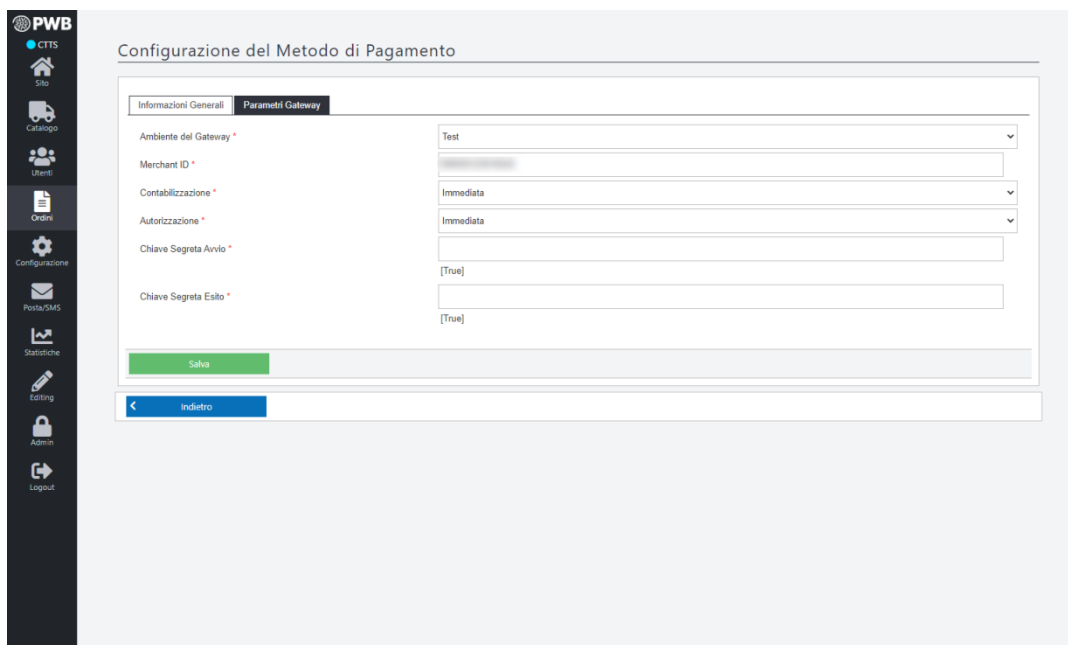 PWB
CTTS
Sito
Catalogo
Utenti
Ordini
Configurazione
Posta/SMS
Statistiche
Editing
Admin
Logout
Configurazione del Metodo di Pagamento
Informazioni Generali Parametri Gateway
Ambiente del Gateway * Test
Merchant ID *
Contabilizzazione * Immediata
Autorizzazione * Immediata
Chiave Segreta Avvio *
[True]
Chiave Segreta Esito *
[True]
Salva
Indietro